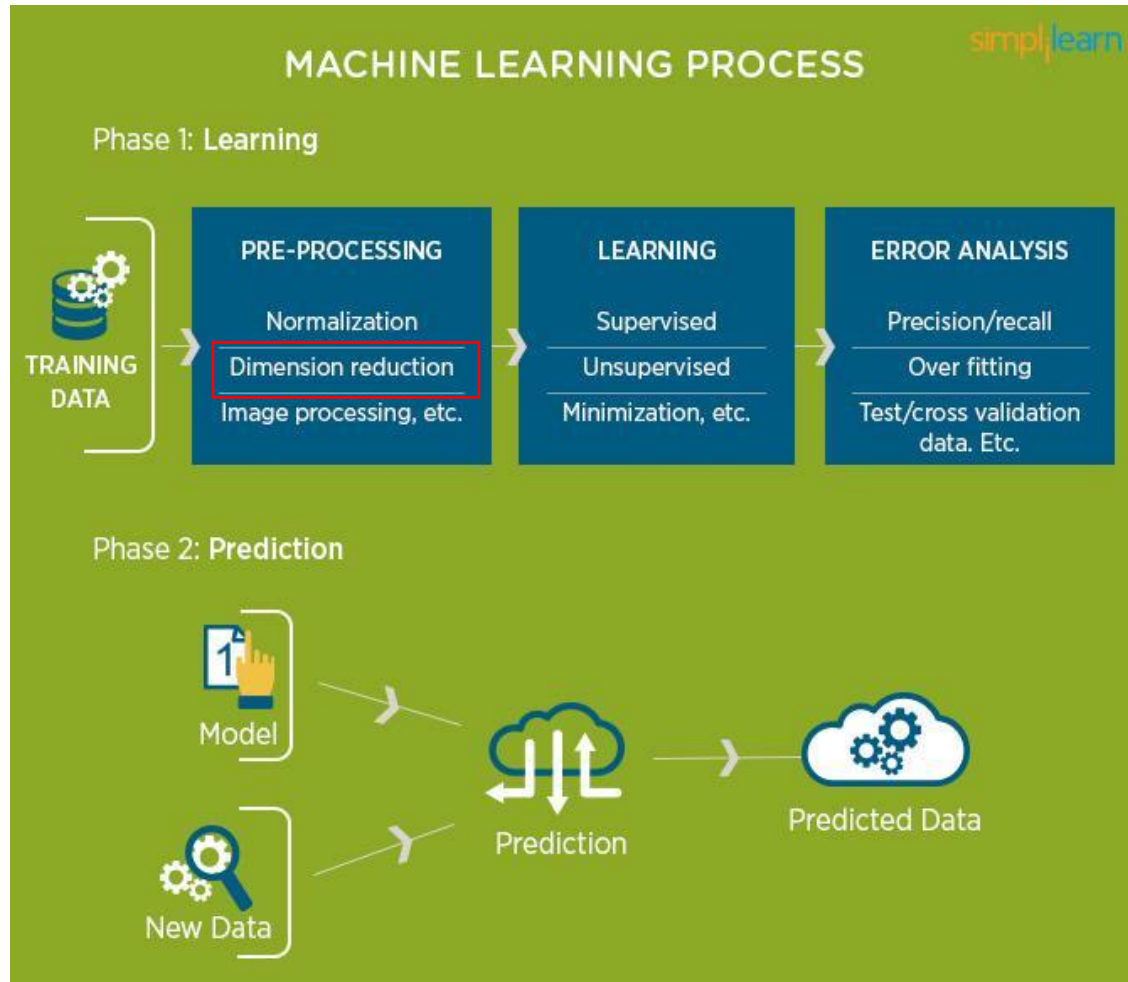 simplilearn
MACHINE LEARNING PROCESS
Phase 1: Learning
TRAINING
DATA
PRE-PROCESSING
Normalization
Dimension reduction
Image processing, etc.
LEARNING
Supervised
Unsupervised
Minimization, etc.
ERROR ANALYSIS
Precision/recall
Over fitting
Test/cross validation
data. Etc.
Phase 2: Prediction
1
Model
New Data
Prediction
Predicted Data